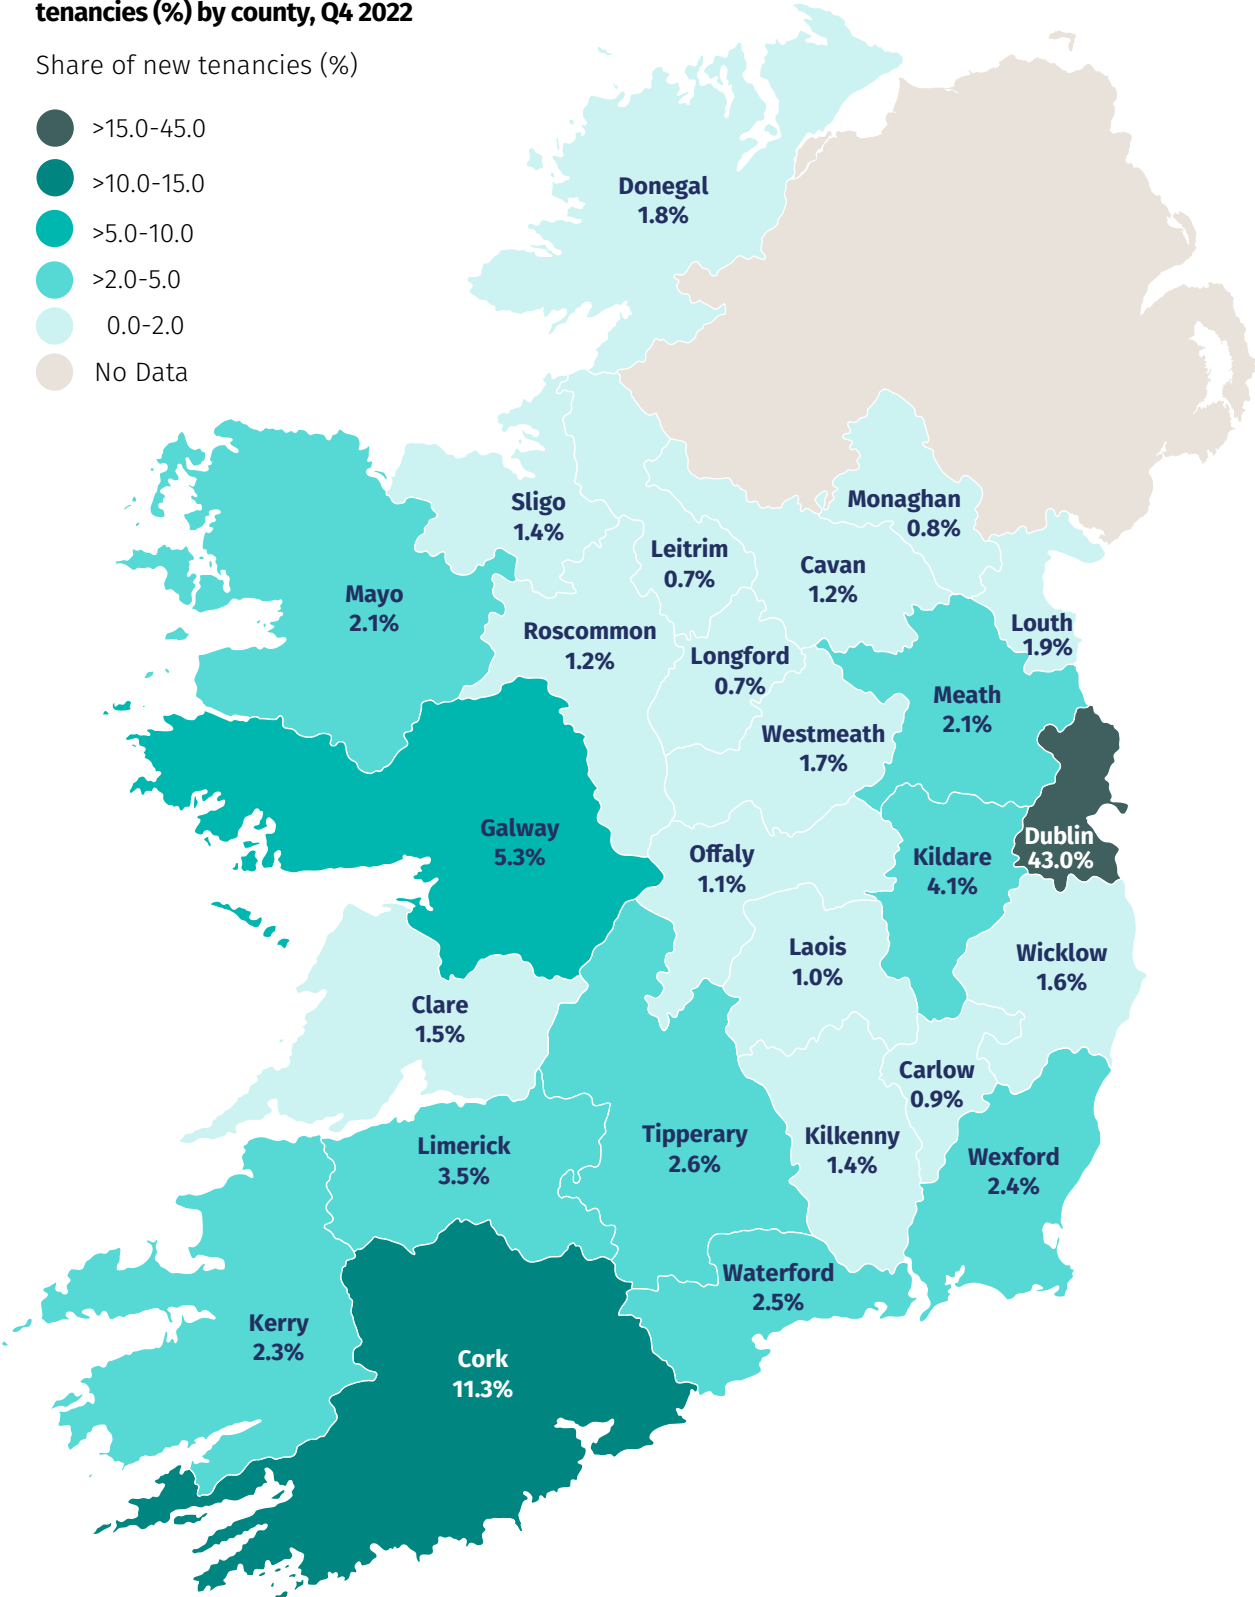 tenancies (%) by county, Q4 2022
Share of new tenancies (%)
>15.0-45.0
>10.0-15.0
>5.0-10.0
>2.0-5.0
0.0-2.0
No Data
Donegal
1.8%
Monaghan
0.8%
Sligo
1.4%
Leitrim
0.7%
Cavan
1.2%
Mayo
2.1%
Roscommon
1.2%
Louth
1.9%
Longford
0.7%
Meath
2.1%
Westmeath
1.7%
Galway
5.3%
Dublin
43.0%
Offaly
1.1%
Kildare
4.1%
Laois
1.0%
Wicklow
1.6%
Clare
1.5%
Carlow
0.9%
Limerick
3.5%
Tipperary
2.6%
Kilkenny
1.4%
Wexford
2.4%
Waterford
2.5%
Kerry
2.3%
Cork
11.3%